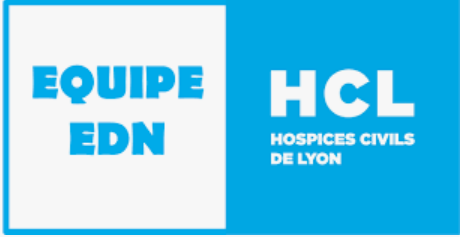 EQUIPE
EDN
HCL
HOSPICES CIVILS
DE LYON